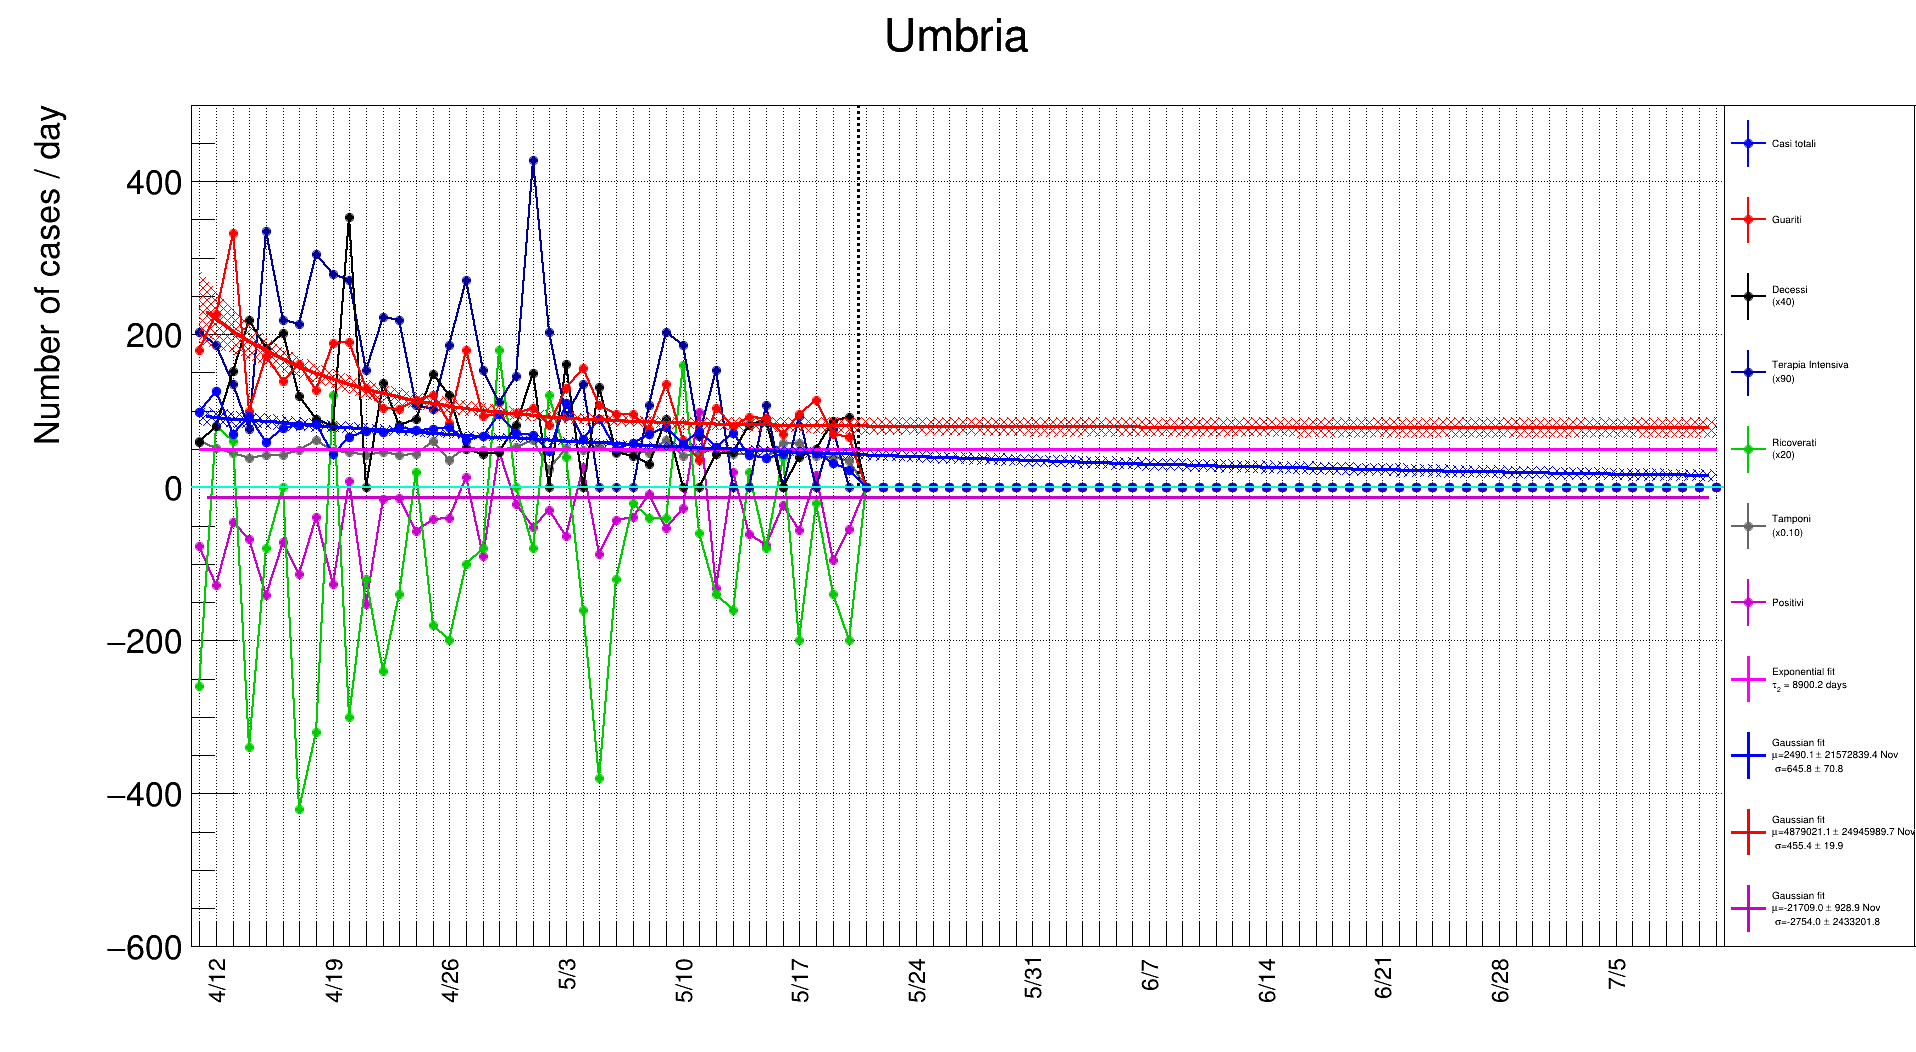 Umbria
Number of cases / day
400
200
0
−200
−400
−600
4/12
4/19
4/26
5/3
5/10
5/17
5/24
5/31
6/7
6/14
6/21
6/28
7/5
Casi totali
Guariti
Decessi
(x40)
Terapia Intensiva
(x90)
Ricoverati
(x20)
Tamponi
(x0.10)
Positivi
Exponential fit
τ2 = 8900.2 days
Gaussian fit
μ=2490.1 ± 21572839.4 Nov
σ=645.8 ± 70.8
Gaussian fit
μ=4879021.1 ± 24945989.7 Nov
σ=455.4 ± 19.9
Gaussian fit
μ=-21709.0 ± 928.9 Nov
σ=-2754.0 ± 2433201.8